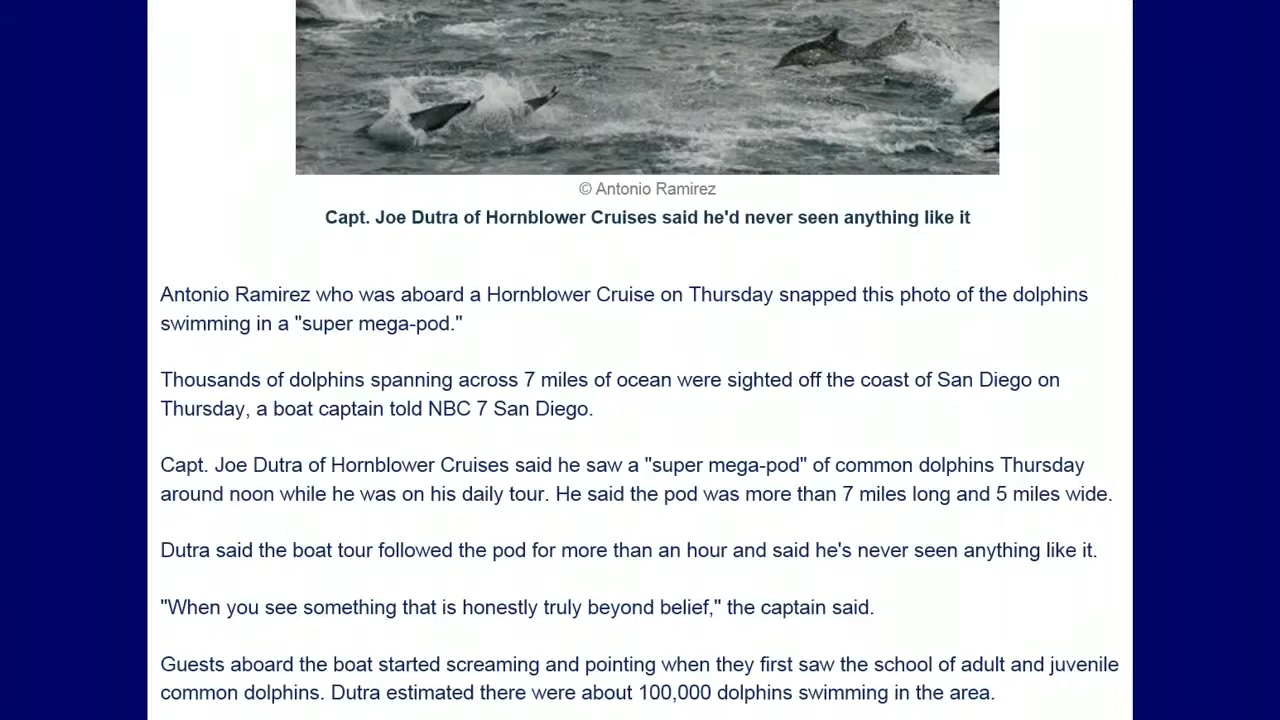 © Antonio Ramirez
Capt. Joe Dutra of Hornblower Cruises said he'd never seen anything like it
Antonio Ramirez who was aboard a Hornblower Cruise on Thursday snapped this photo of the dolphins
swimming in a "super mega-pod."
Thousands of dolphins spanning across 7 miles of ocean were sighted off the coast of San Diego on
Thursday, a boat captain told NBC 7 San Diego.
Capt. Joe Dutra of Hornblower Cruises said he saw a "super mega-pod" of common dolphins Thursday
around noon while he was on his daily tour. He said the pod was more than 7 miles long and 5 miles wide.
Dutra said the boat tour followed the pod for more than an hour and said he's never seen anything like it.
"When you see something that is honestly truly beyond belief," the captain said.
Guests aboard the boat started screaming and pointing when they first saw the school of adult and juvenile
common dolphins. Dutra estimated there were about 100,000 dolphins swimming in the area.